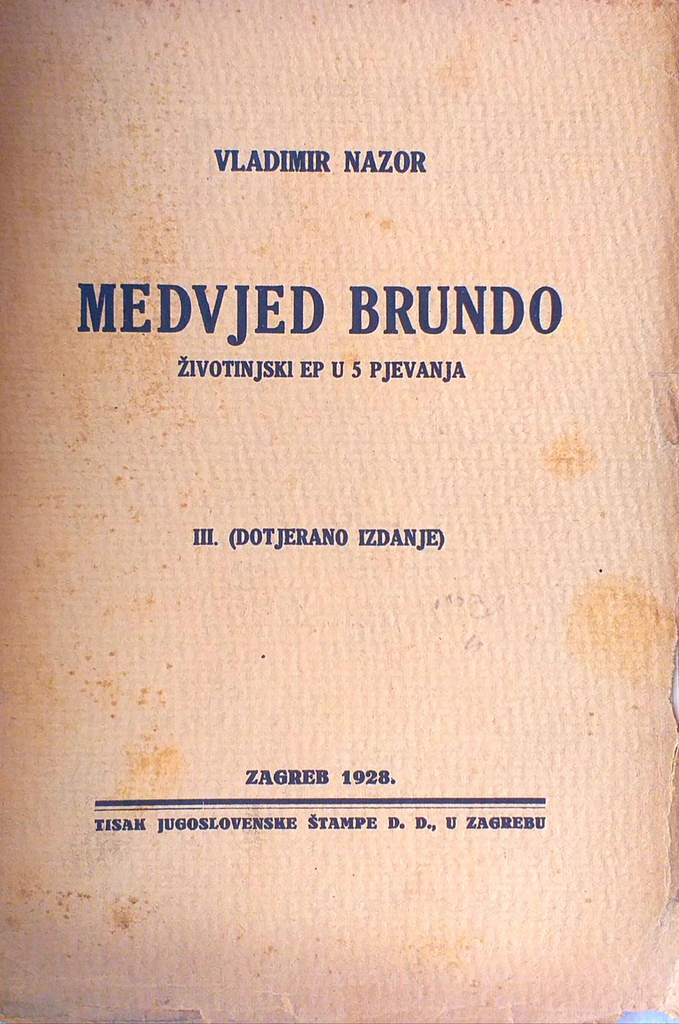 VLADIMIR NAZOR
MEDVJED BRUNDO
ŽIVOTINJSKI EP U 5 PJEVANJA
III. (DOTJERANO IZDANJE)
ZAGREB 1928.
TISAK JUGOSLOVENSKE ŠTAMPE D. D., U ZAGREBU